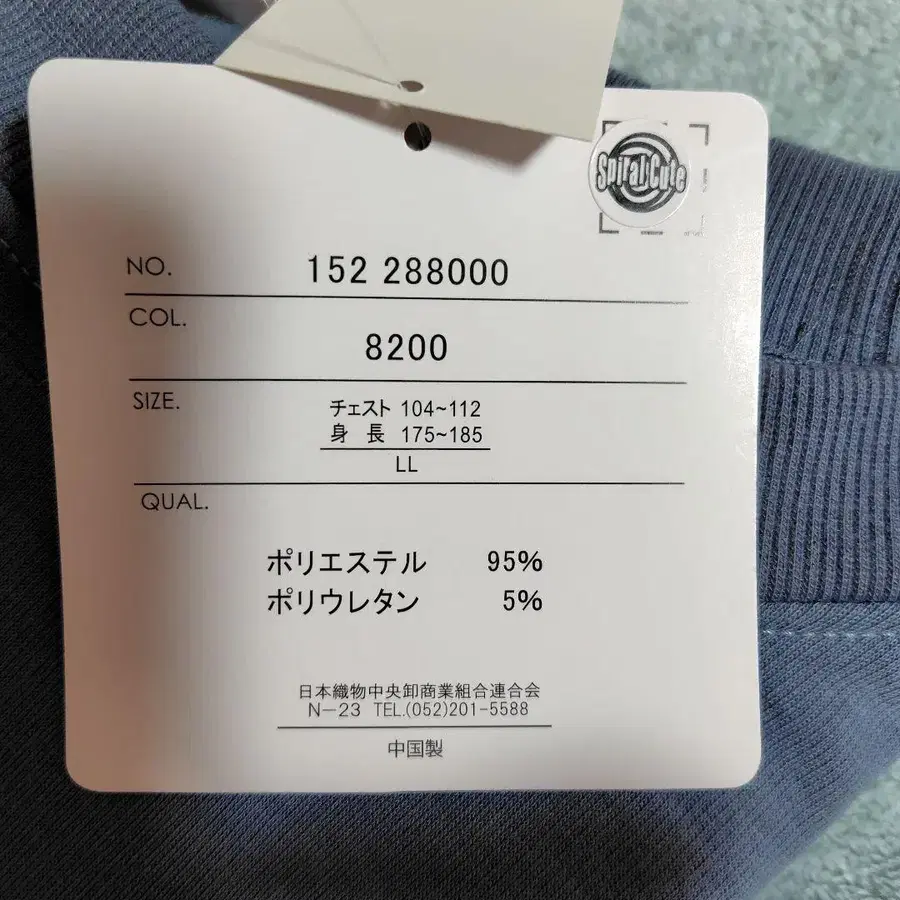 Spiral Cute
NO. 152 288000
COL.
8200
SIZE. チェスト 104~112
身 長 175~185
LL
QUAL.
ポリエステル 95%
ポリウレタン 5%
日本織物中央卸商業組合連合会
N-23 TEL.(052)201-5588
中国製